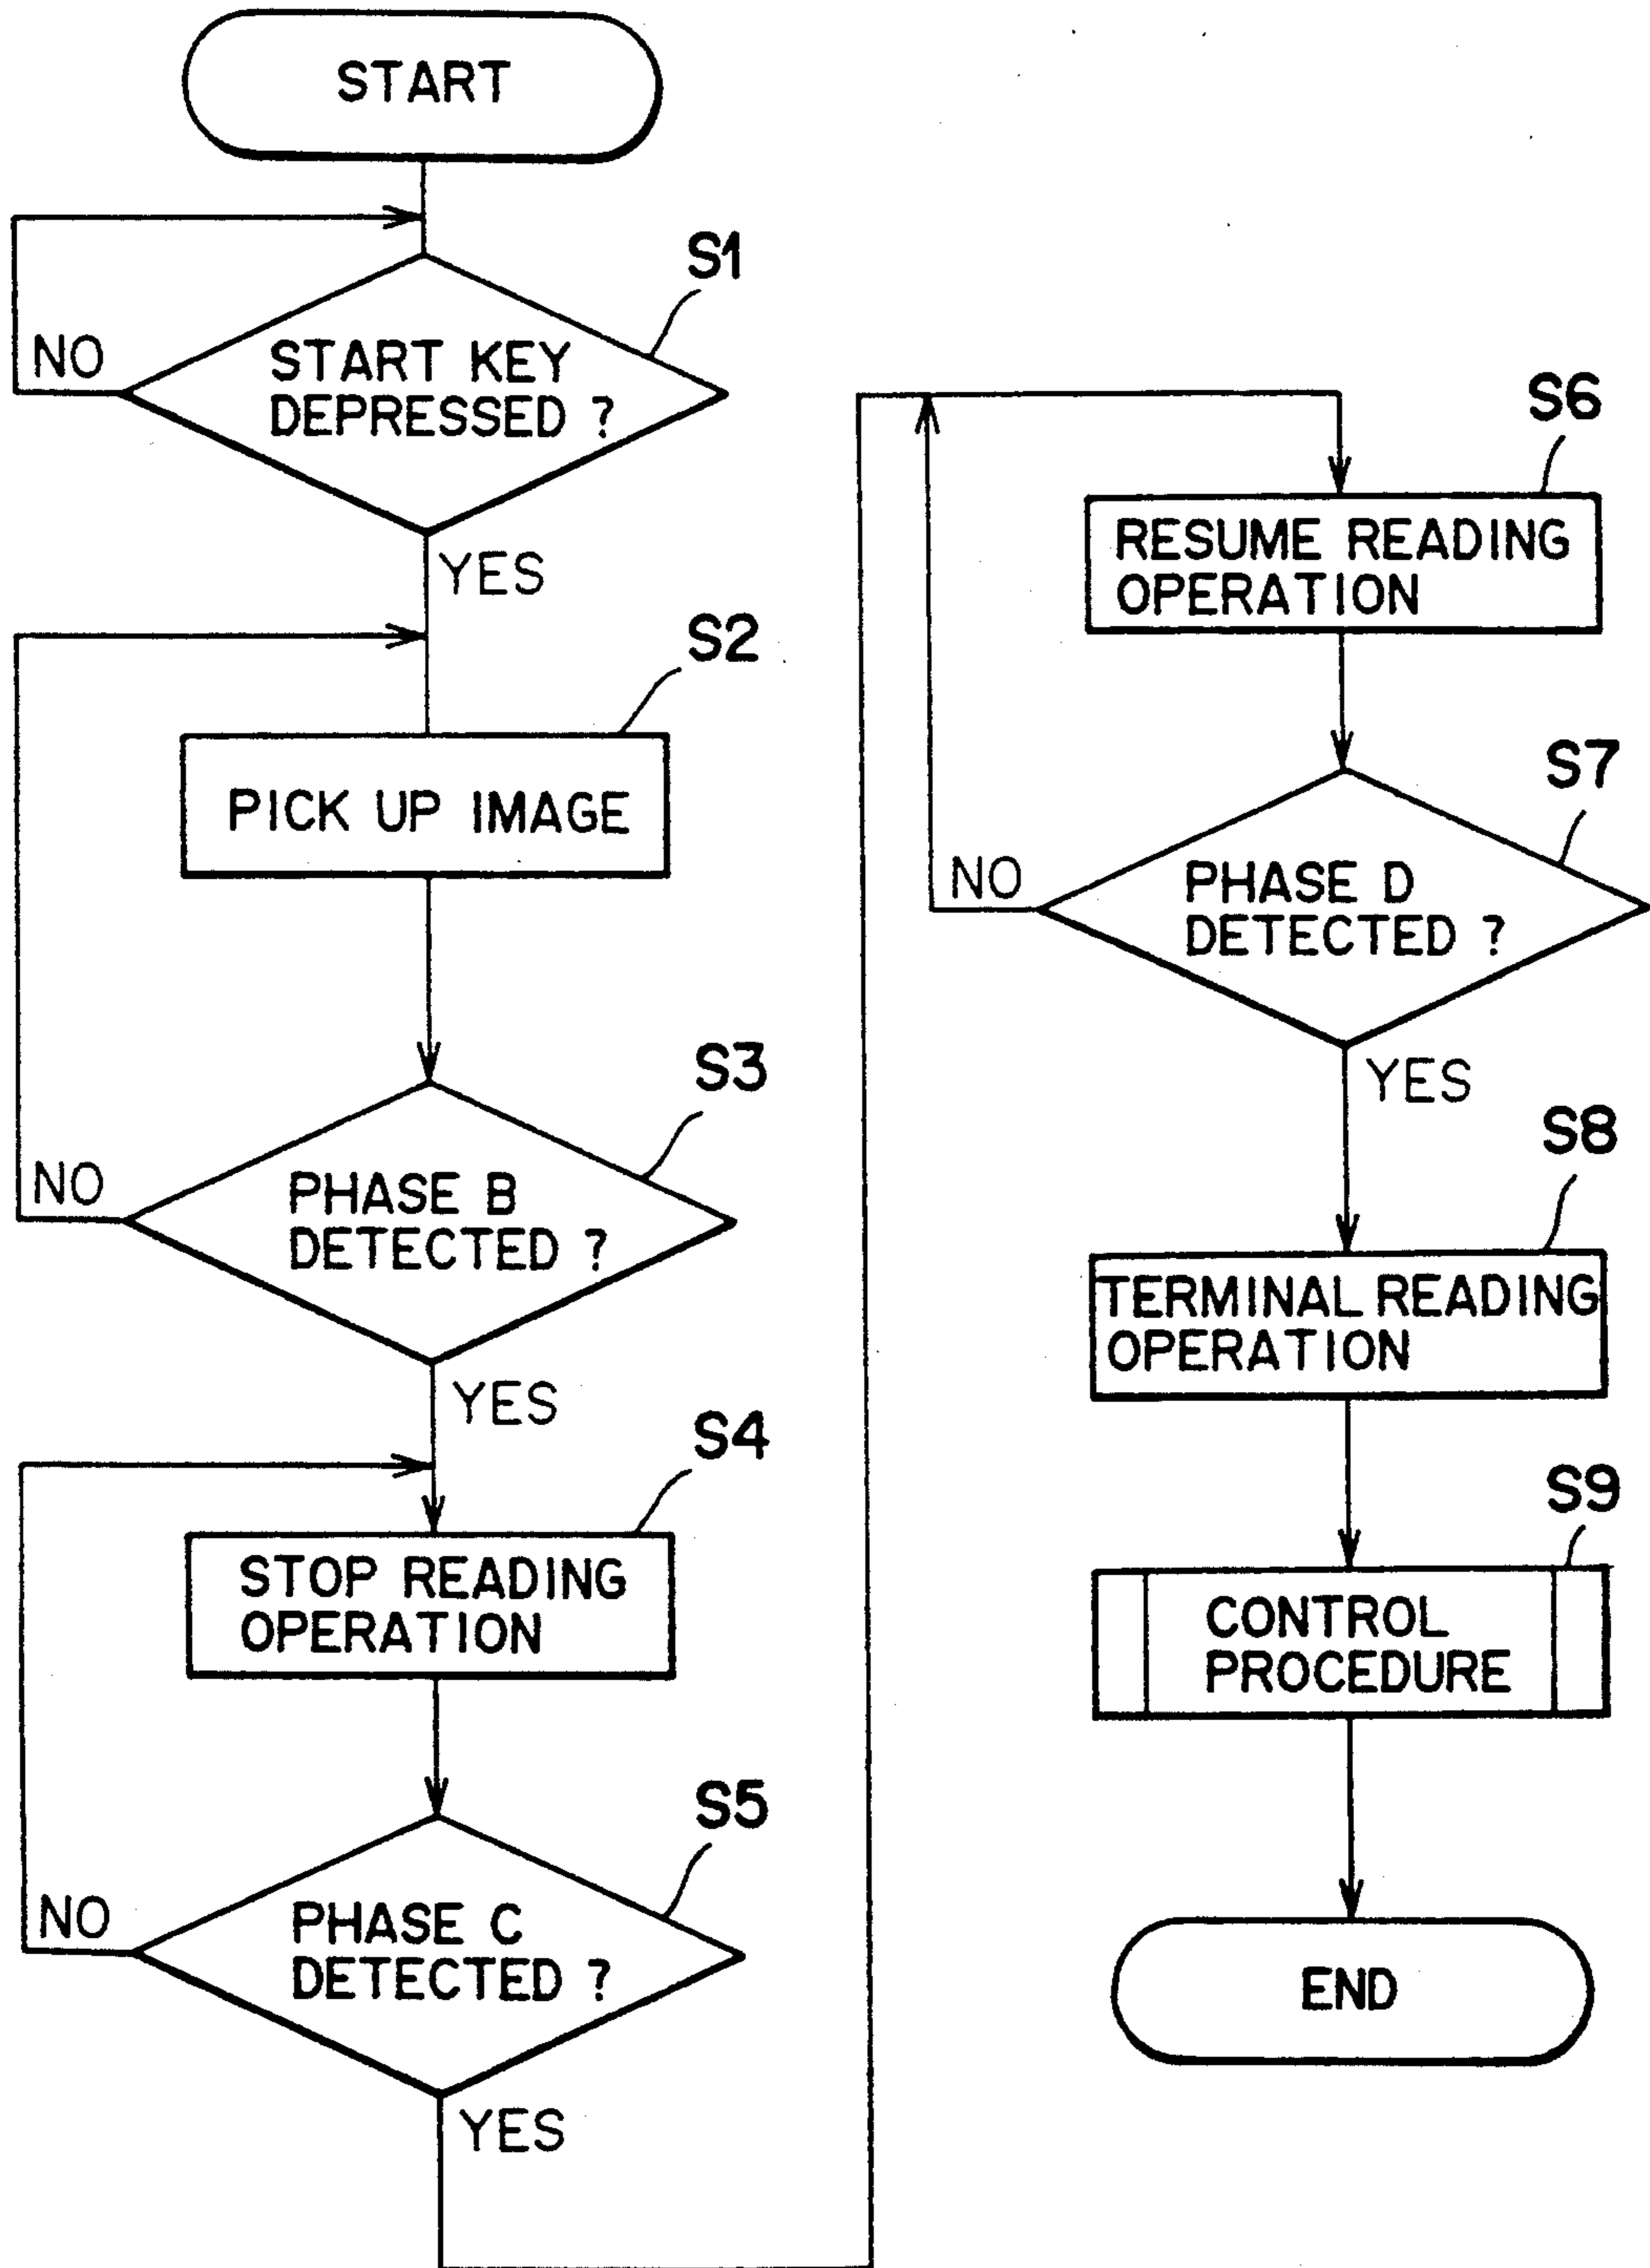 START
S1
START KEY
DEPRESSED ?
NO
YES
S2
PICK UP IMAGE
S3
PHASE B
DETECTED ?
NO
YES
S4
STOP READING
OPERATION
S5
PHASE C
DETECTED ?
NO
YES
S6
RESUME READING
OPERATION
S7
PHASE D
DETECTED ?
NO
YES
S8
TERMINAL READING
OPERATION
S9
CONTROL
PROCEDURE
END